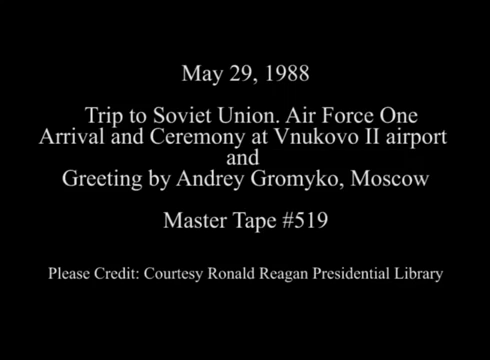 May 29, 1988
Trip to Soviet Union. Air Force One
Arrival and Ceremony at Vnukovo II airport
and
Greeting by Andrey Gromyko, Moscow
Master Tape #519
Please Credit: Courtesy Ronald Reagan Presidential Library